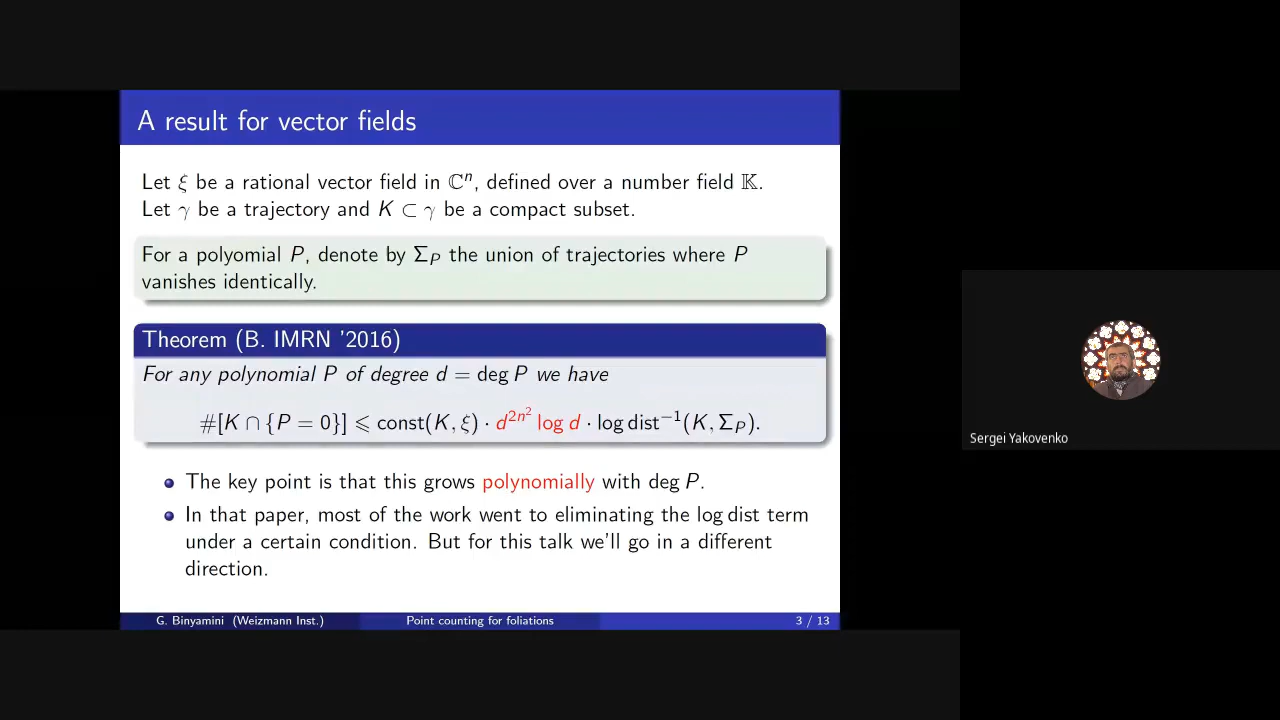 A result for vector fields
Let ξ be a rational vector field in ℂⁿ, defined over a number field 𝕂.
Let γ be a trajectory and K ⊂ γ be a compact subset.
For a polyomial P, denote by Σ_P the union of trajectories where P
vanishes identically.
Theorem (B. IMRN '2016)
For any polynomial P of degree d = deg P we have
#[K ∩ {P = 0}] ⩽ const(K, ξ) · d^{2n²} log d · log dist⁻¹(K, Σ_P).
The key point is that this grows polynomially with deg P.
In that paper, most of the work went to eliminating the log dist term
under a certain condition. But for this talk we'll go in a different
direction.
G. Binyamini (Weizmann Inst.) Point counting for foliations 3 / 13
Sergei Yakovenko